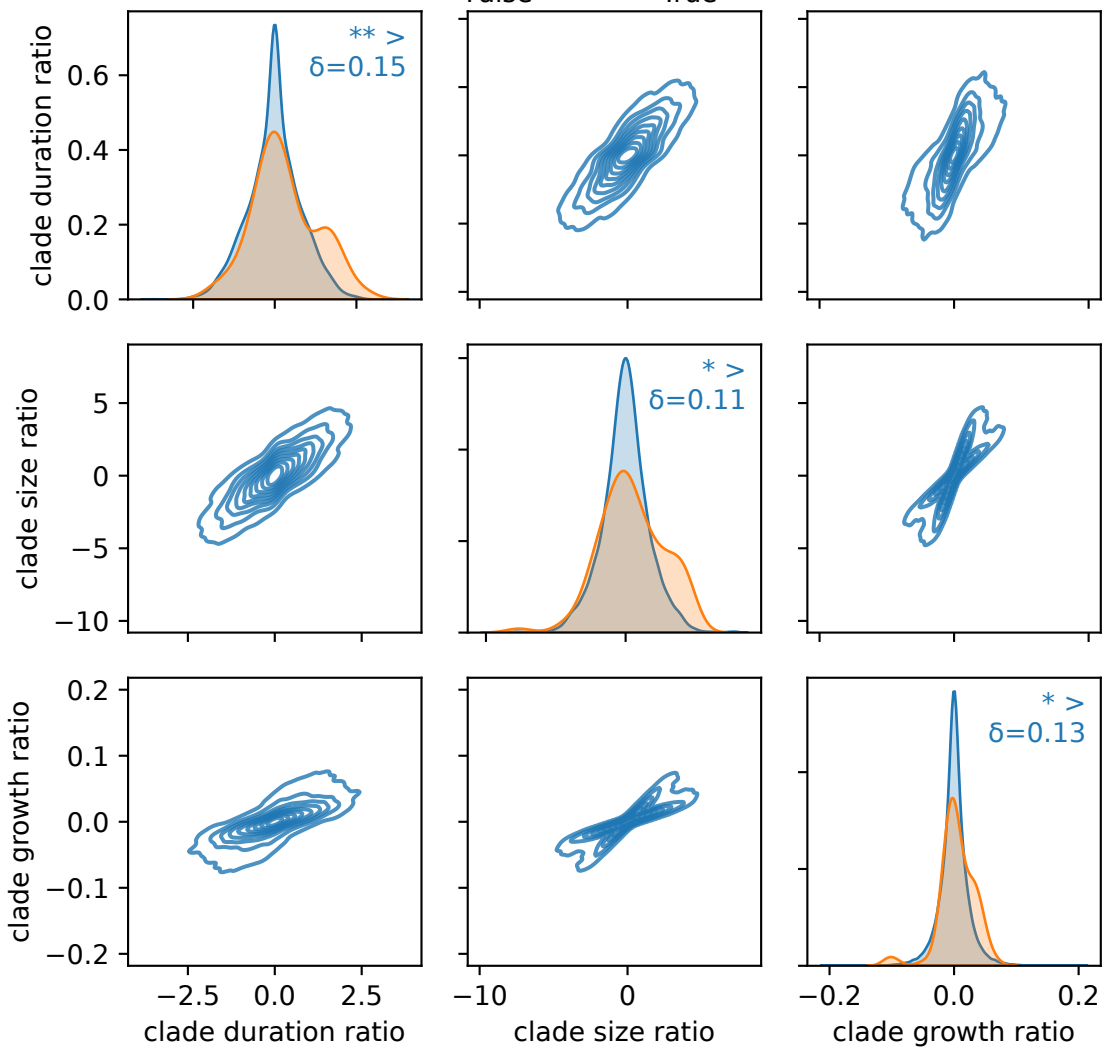 clade duration ratio
0.6
0.4
0.2
0.0
** >
δ=0.15
clade size ratio
5
0
−5
−10
* >
δ=0.11
clade growth ratio
0.2
0.1
0.0
−0.1
−0.2
* >
δ=0.13
−2.5 0.0 2.5
−10 0
−0.2 0.0 0.2
clade duration ratio
clade size ratio
clade growth ratio